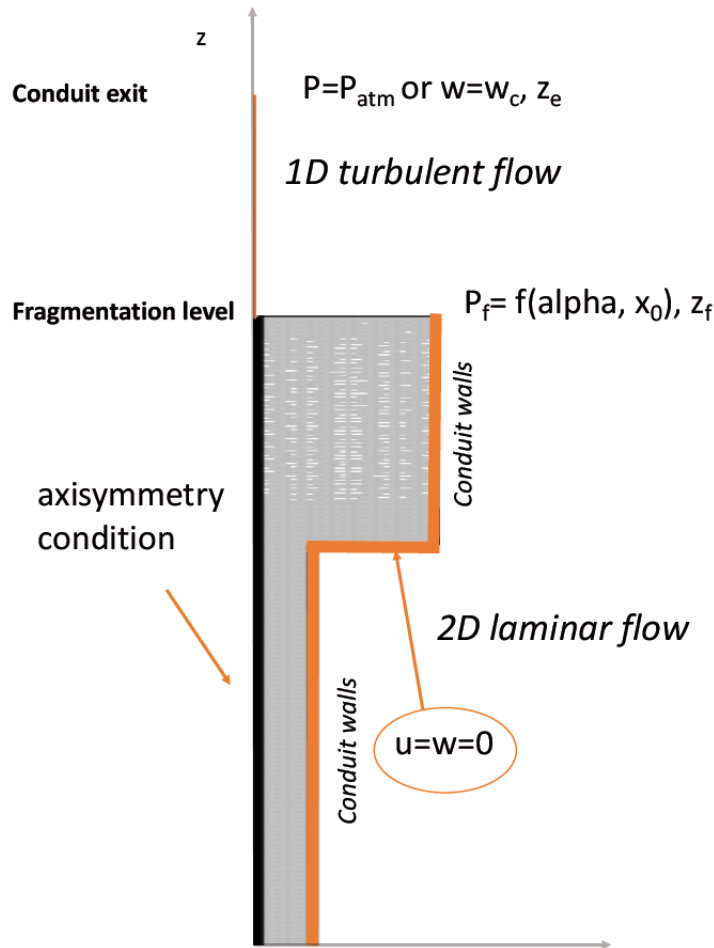 z
Conduit exit
P=Patm or w=wc, ze
1D turbulent flow
Fragmentation level
Pf= f(alpha, x0), zf
Conduit walls
axisymmetry
condition
2D laminar flow
Conduit walls
u=w=0